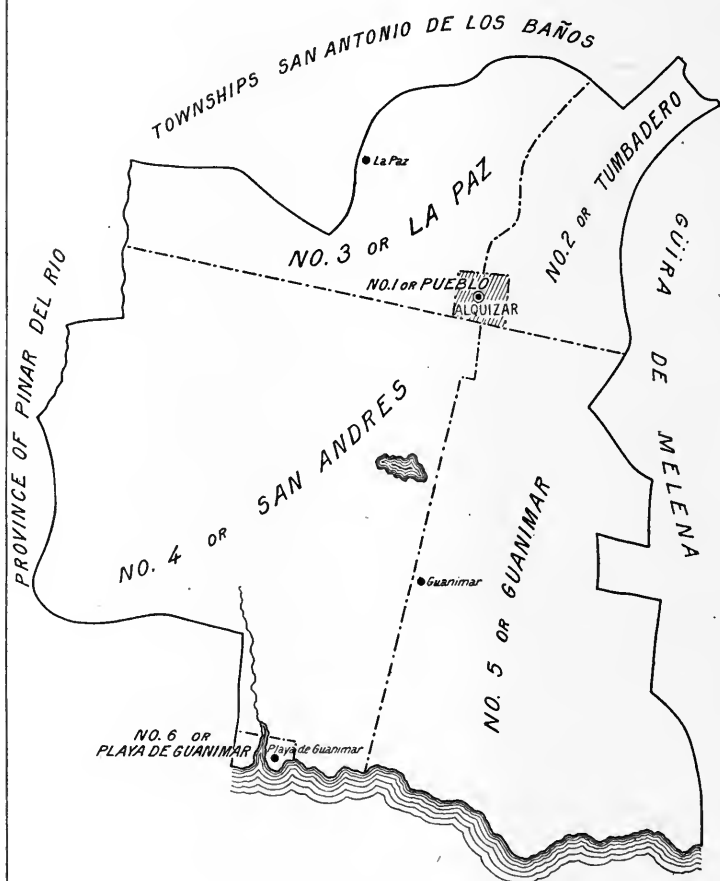 TOWNSHIPS SAN ANTONIO DE LOS BAÑOS
La Paz
NO. 3 OR LA PAZ
NO. 2 OR TUMBADERO
GÜIRA DE MELENA
PROVINCE OF PINAR DEL RIO
NO. 1 OR PUEBLO
ALQUIZAR
NO. 4 OR SAN ANDRES
Guanimar
NO. 5 OR GUANIMAR
NO. 6 OR
PLAYA DE GUANIMAR
Playa de Guanimar